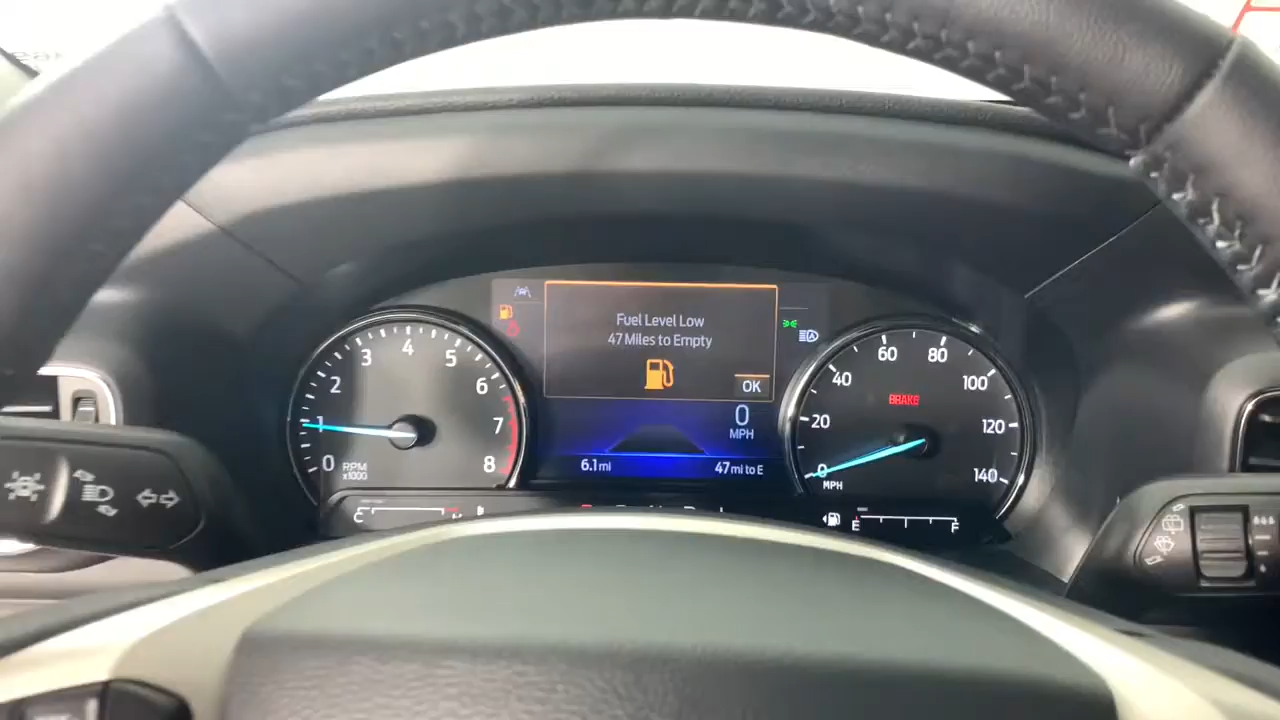 Fuel Level Low
47 Miles to Empty
OK
0
MPH
6.1 mi
47 mi to E
0
1
2
3
4
5
6
7
8
RPM
x1000
0
20
40
60
80
100
120
140
BRAKE
MPH
C
H
E
F